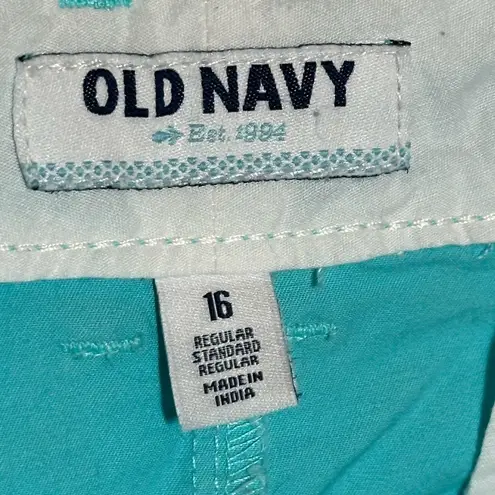 OLD NAVY
Est. 1994
16
REGULAR
STANDARD
REGULAR
MADE IN
INDIA